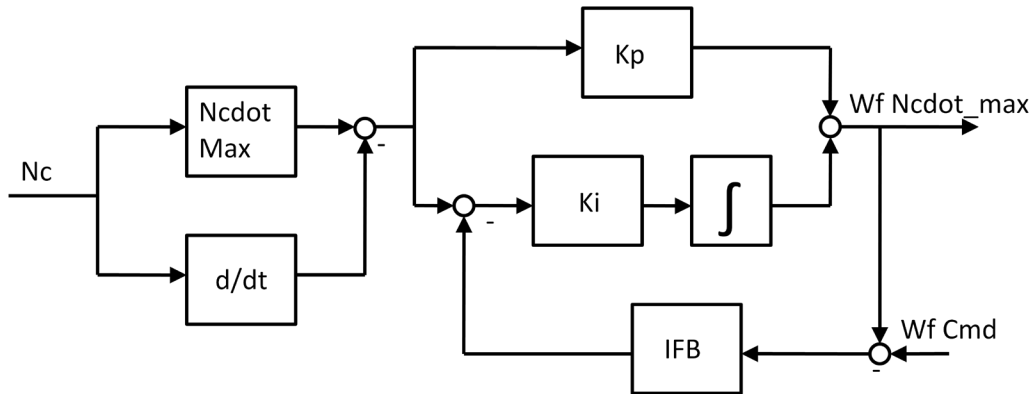 Kp
Wf Ncdot_max
Ncdot
Max
-
Nc
Ki
∫
-
d/dt
Wf Cmd
IFB
-